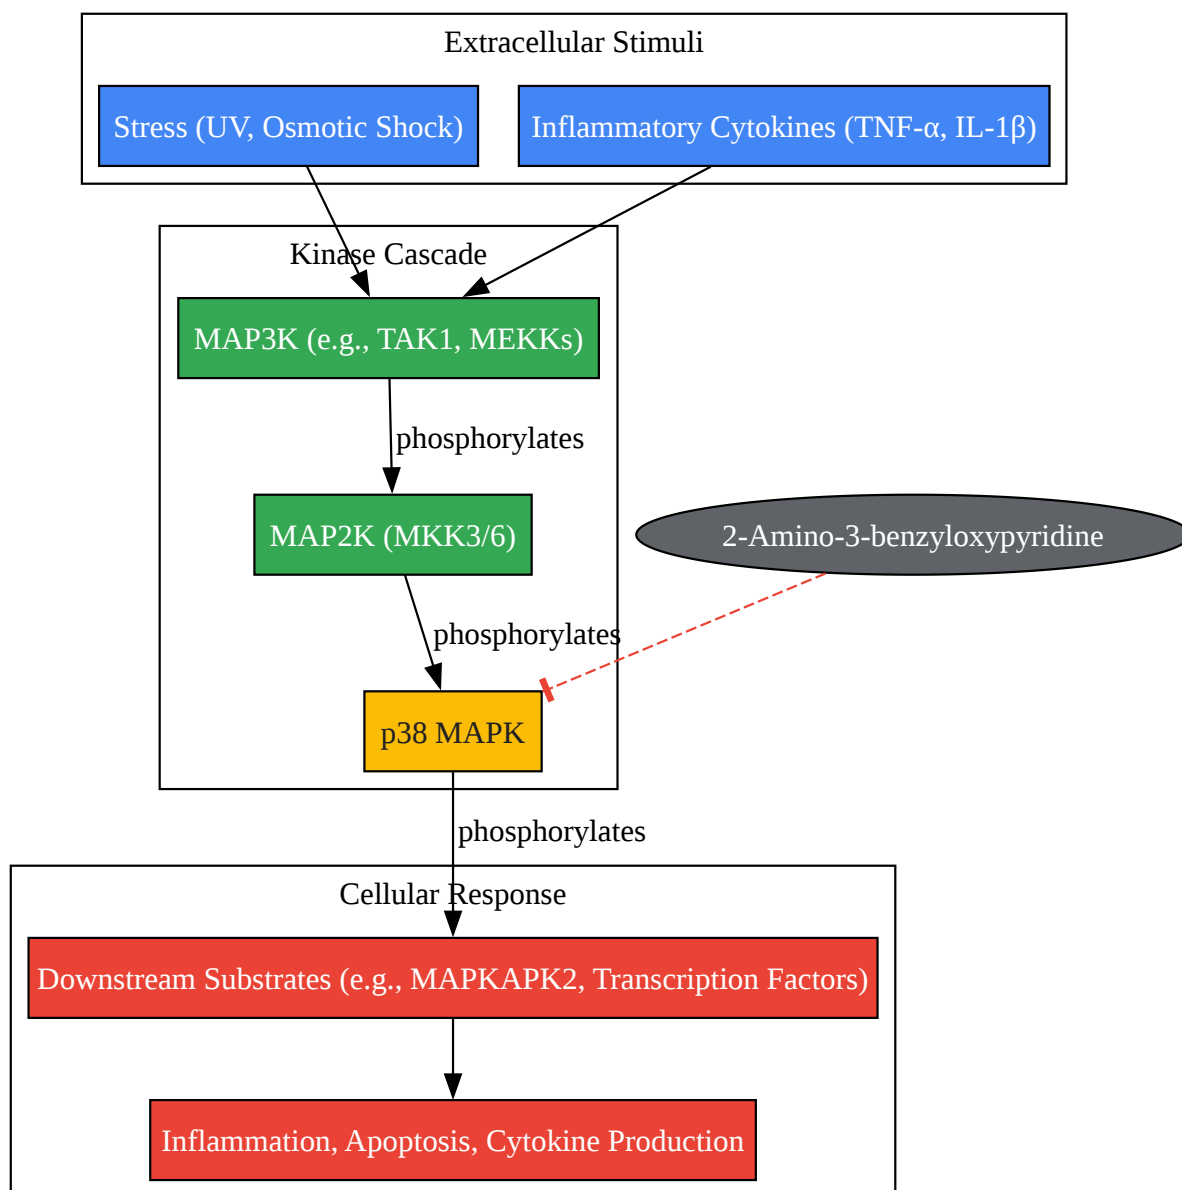 Extracellular Stimuli
Stress (UV, Osmotic Shock)
Inflammatory Cytokines (TNF-α, IL-1β)
Kinase Cascade
MAP3K (e.g., TAK1, MEKKs)
phosphorylates
MAP2K (MKK3/6)
2-Amino-3-benzyloxypyridine
phosphorylates
p38 MAPK
phosphorylates
Cellular Response
Downstream Substrates (e.g., MAPKAPK2, Transcription Factors)
Inflammation, Apoptosis, Cytokine Production